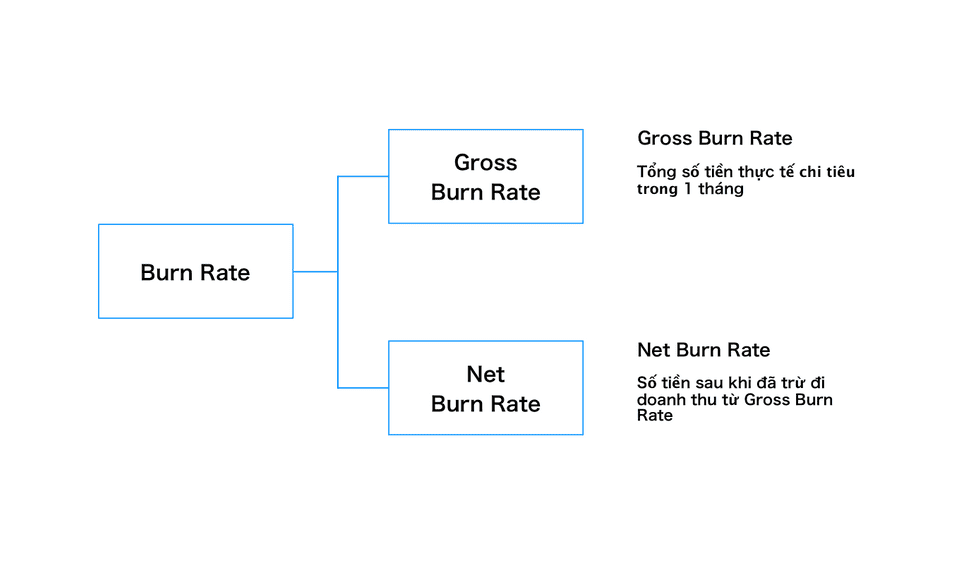 Burn Rate
Gross
Burn Rate
Gross Burn Rate
Tổng số tiền thực tế chi tiêu
trong 1 tháng
Net
Burn Rate
Net Burn Rate
Số tiền sau khi đã trừ đi
doanh thu từ Gross Burn
Rate